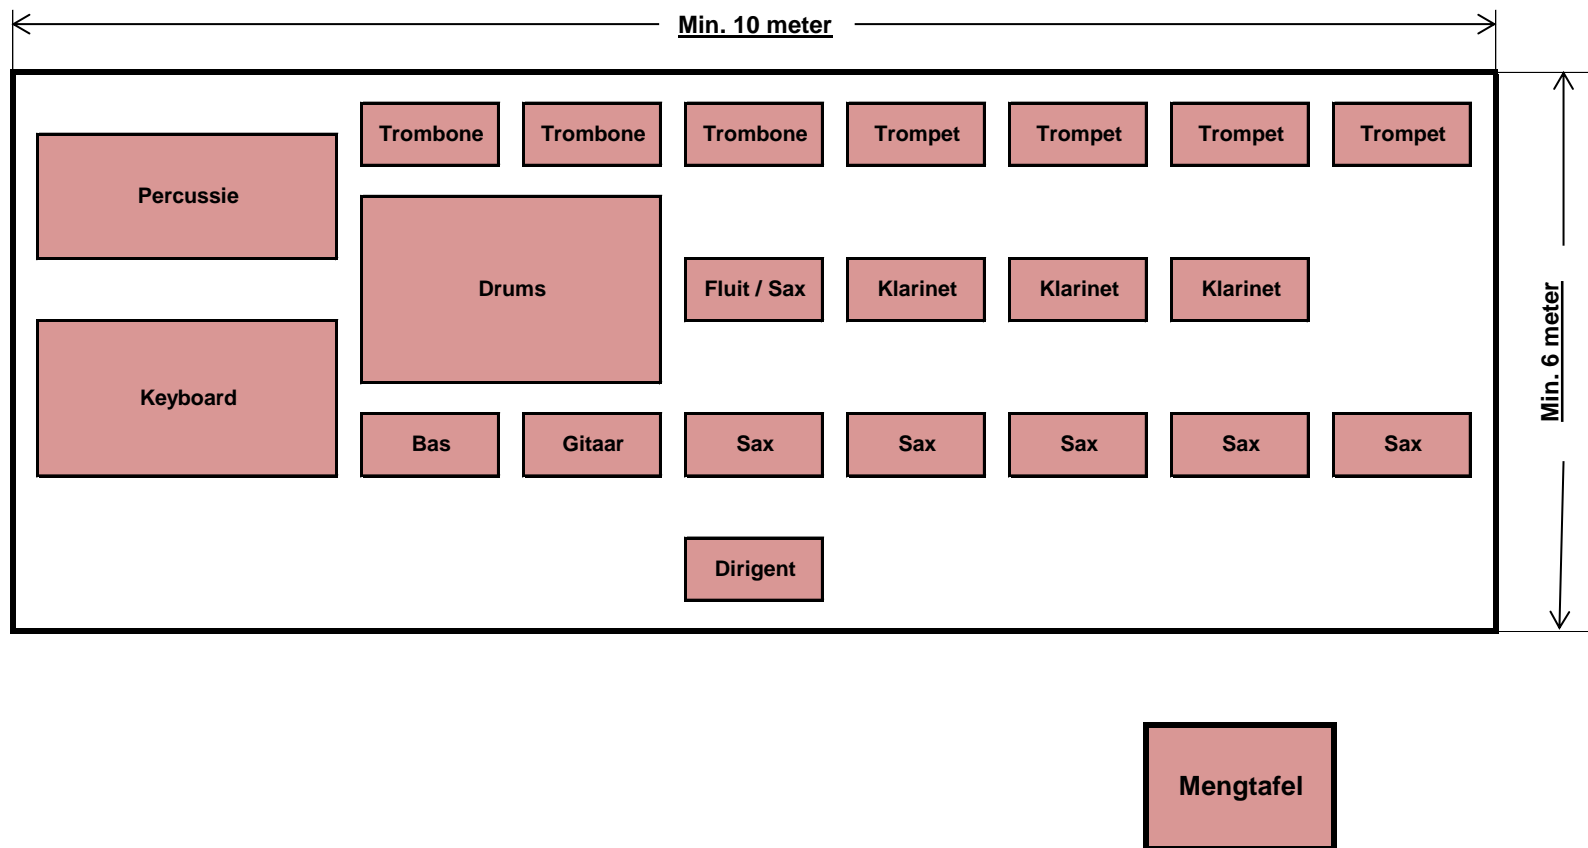 Min. 10 meter
Trombone Trombone Trombone Trompet Trompet Trompet Trompet
Percussie
Drums Fluit / Sax Klarinet Klarinet Klarinet
Min. 6 meter
Keyboard
Bas Gitaar Sax Sax Sax Sax Sax
Dirigent
Mengtafel